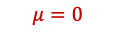 μ = 0